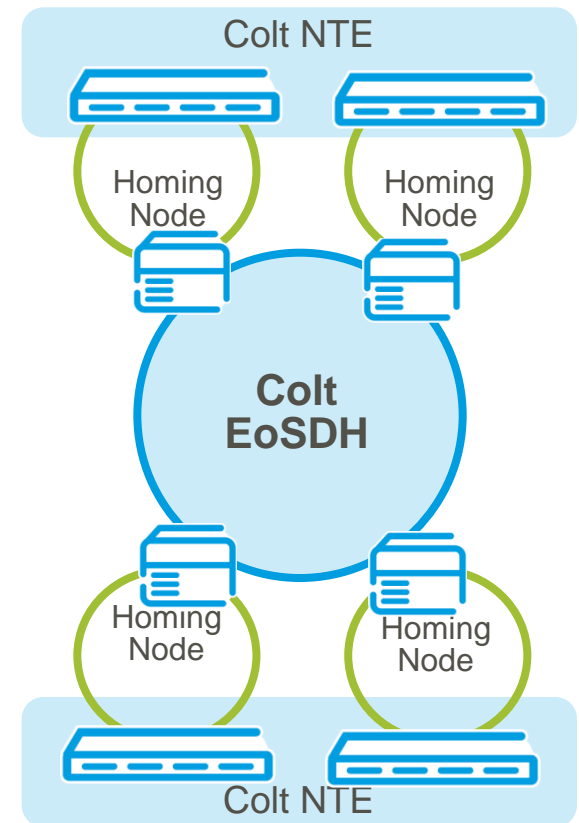 Colt NTE
Homing
Node
Homing
Node
Colt
EoSDH
Homing
Node
Homing
Node
Colt NTE